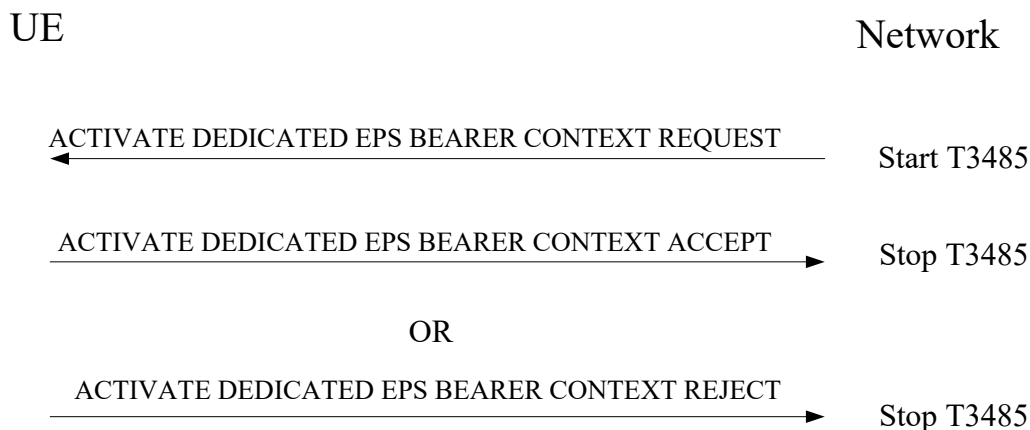 UE
Network
ACTIVATE DEDICATED EPS BEARER CONTEXT REQUEST
Start T3485
ACTIVATE DEDICATED EPS BEARER CONTEXT ACCEPT
Stop T3485
OR
ACTIVATE DEDICATED EPS BEARER CONTEXT REJECT
Stop T3485